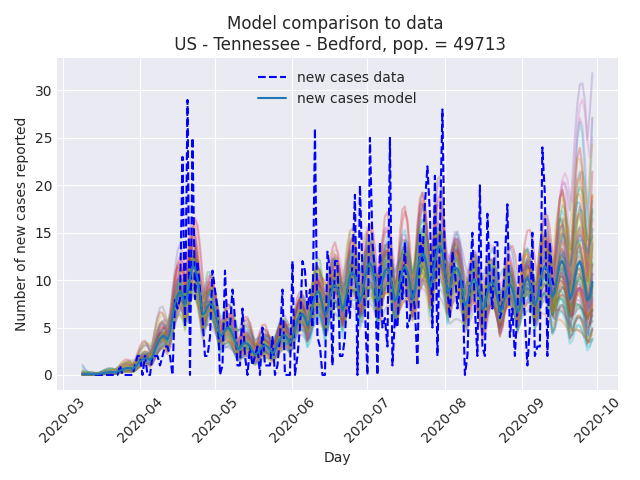 Model comparison to data
US - Tennessee - Bedford, pop. = 49713
new cases data
new cases model
Number of new cases reported
30
25
20
15
10
5
0
2020-03
2020-04
2020-05
2020-06
2020-07
2020-08
2020-09
2020-10
Day